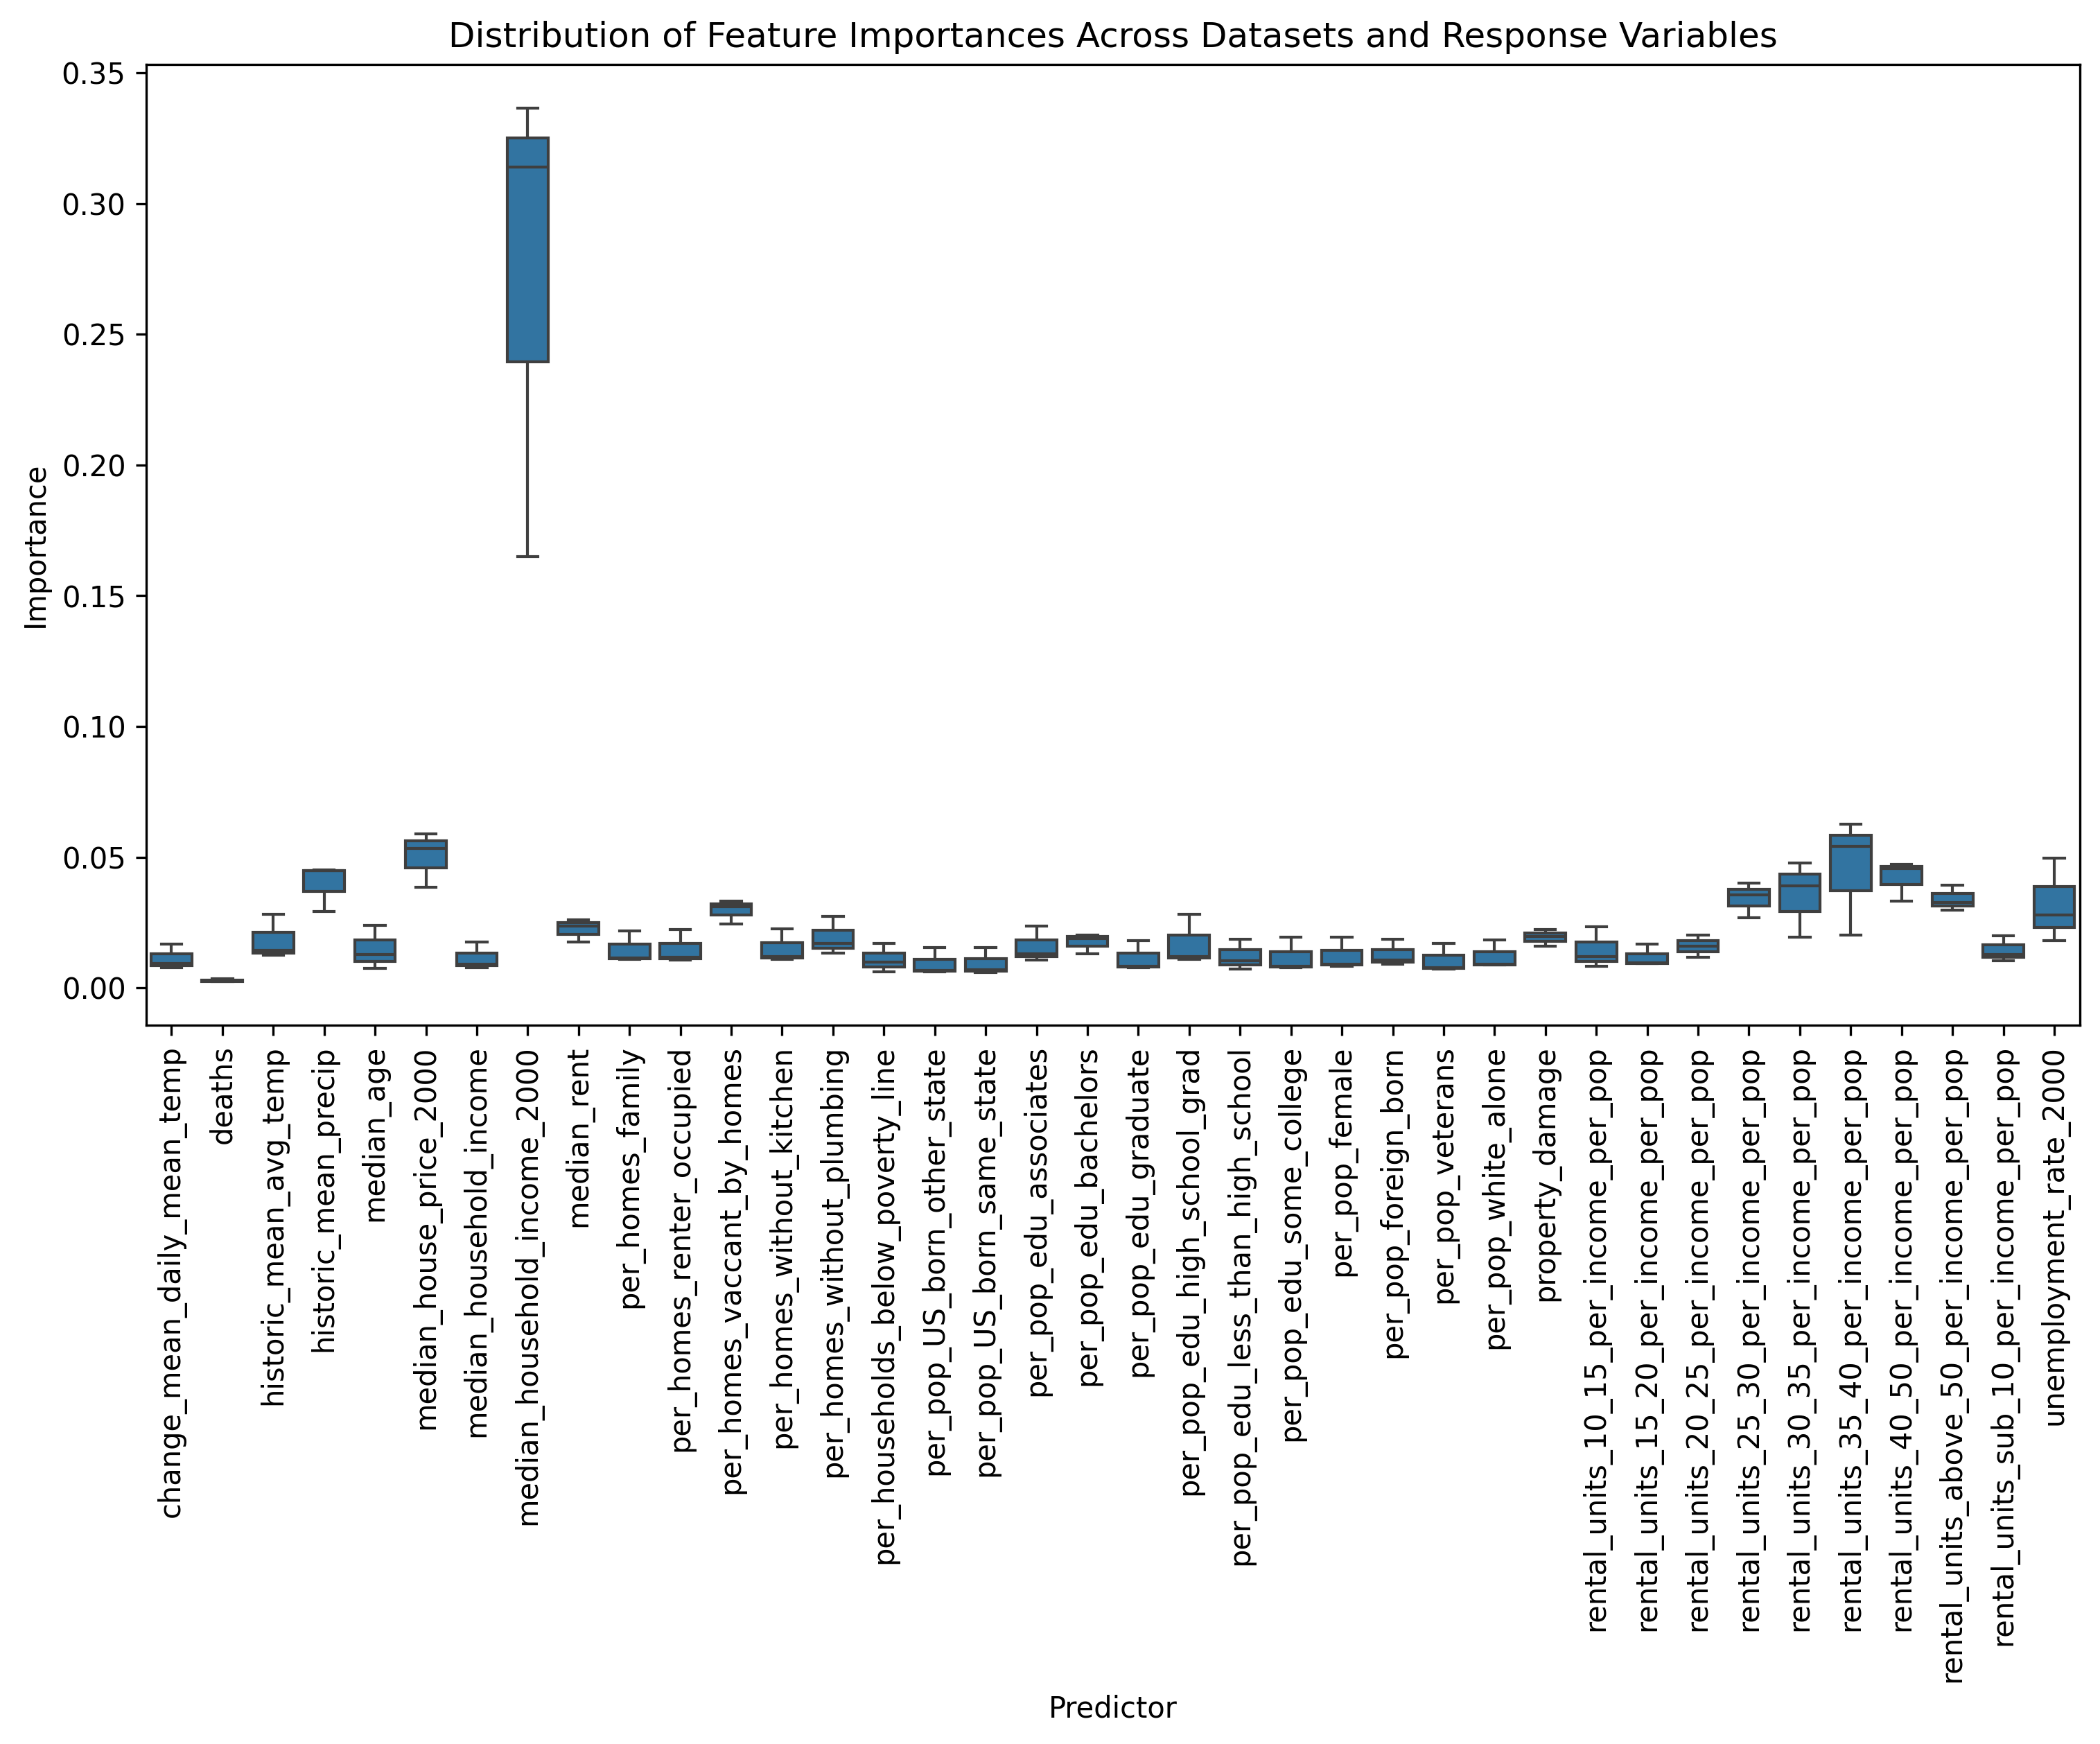 Distribution of Feature Importances Across Datasets and Response Variables
Importance
0.35
0.30
0.25
0.20
0.15
0.10
0.05
0.00
change_mean_daily_mean_temp
deaths
historic_mean_avg_temp
historic_mean_precip
median_age
median_house_price_2000
median_household_income
median_household_income_2000
median_rent
per_homes_family
per_homes_renter_occupied
per_homes_vaccant_by_homes
per_homes_without_kitchen
per_homes_without_plumbing
per_households_below_poverty_line
per_pop_US_born_other_state
per_pop_US_born_same_state
per_pop_edu_associates
per_pop_edu_bachelors
per_pop_edu_graduate
per_pop_edu_high_school_grad
per_pop_edu_less_than_high_school
per_pop_edu_some_college
per_pop_female
per_pop_foreign_born
per_pop_veterans
per_pop_white_alone
property_damage
rental_units_10_15_per_income_per_pop
rental_units_15_20_per_income_per_pop
rental_units_20_25_per_income_per_pop
rental_units_25_30_per_income_per_pop
rental_units_30_35_per_income_per_pop
rental_units_35_40_per_income_per_pop
rental_units_40_50_per_income_per_pop
rental_units_above_50_per_income_per_pop
rental_units_sub_10_per_income_per_pop
unemployment_rate_2000
Predictor